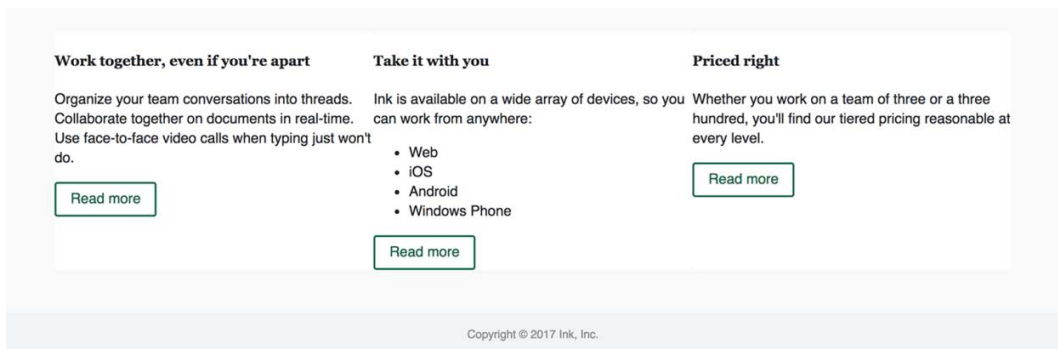 Work together, even if you're apart
Organize your team conversations into threads.
Collaborate together on documents in real-time.
Use face-to-face video calls when typing just won't
do.
Read more
Take it with you
Ink is available on a wide array of devices, so you
can work from anywhere:
• Web
• iOS
• Android
• Windows Phone
Read more
Priced right
Whether you work on a team of three or a three
hundred, you'll find our tiered pricing reasonable at
every level.
Read more
Copyright © 2017 Ink, Inc.